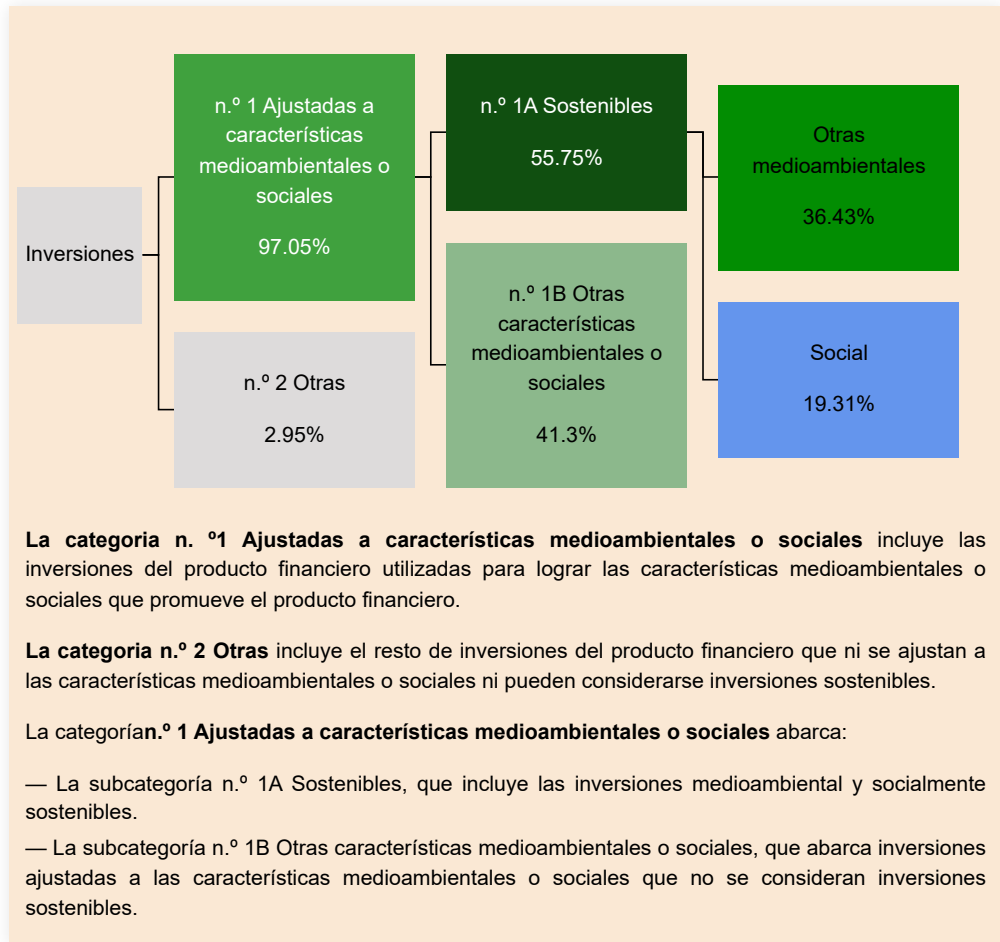 n.º 1 Ajustadas a
características
medioambientales o
sociales
97.05%
n.º 1A Sostenibles
55.75%
Otras
medioambientales
36.43%
Inversiones
n.º 1B Otras
características
medioambientales o
sociales
41.3%
n.º 2 Otras
2.95%
Social
19.31%
La categoria n. º1 Ajustadas a características medioambientales o sociales incluye las
inversiones del producto financiero utilizadas para lograr las características medioambientales o
sociales que promueve el producto financiero.
La categoria n.º 2 Otras incluye el resto de inversiones del producto financiero que ni se ajustan a
las características medioambientales o sociales ni pueden considerarse inversiones sostenibles.
La categorían.º 1 Ajustadas a características medioambientales o sociales abarca:
— La subcategoría n.º 1A Sostenibles, que incluye las inversiones medioambiental y socialmente
sostenibles.
— La subcategoría n.º 1B Otras características medioambientales o sociales, que abarca inversiones
ajustadas a las características medioambientales o sociales que no se consideran inversiones
sostenibles.